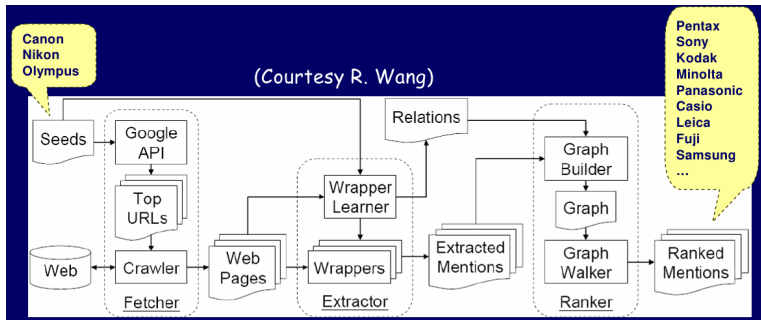 Canon
Nikon
Olympus
(Courtesy R. Wang)
Pentax
Sony
Kodak
Minolta
Panasonic
Casio
Leica
Fuji
Samsung
...
Seeds
Google
API
Top
URLs
Web
Crawler
Fetcher
Web
Pages
Wrapper
Learner
Wrappers
Extractor
Relations
Extracted
Mentions
Graph
Builder
Graph
Graph
Walker
Ranker
Ranked
Mentions